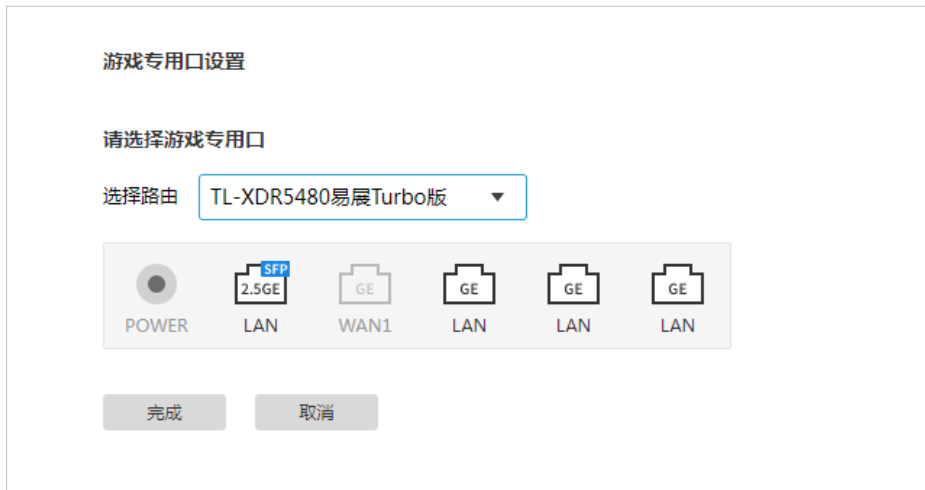 游戏专用口设置
请选择游戏专用口
选择路由 TL-XDR5480易展Turbo版
SFP
2.5GE GE GE GE GE
POWER LAN WAN1 LAN LAN LAN
完成 取消